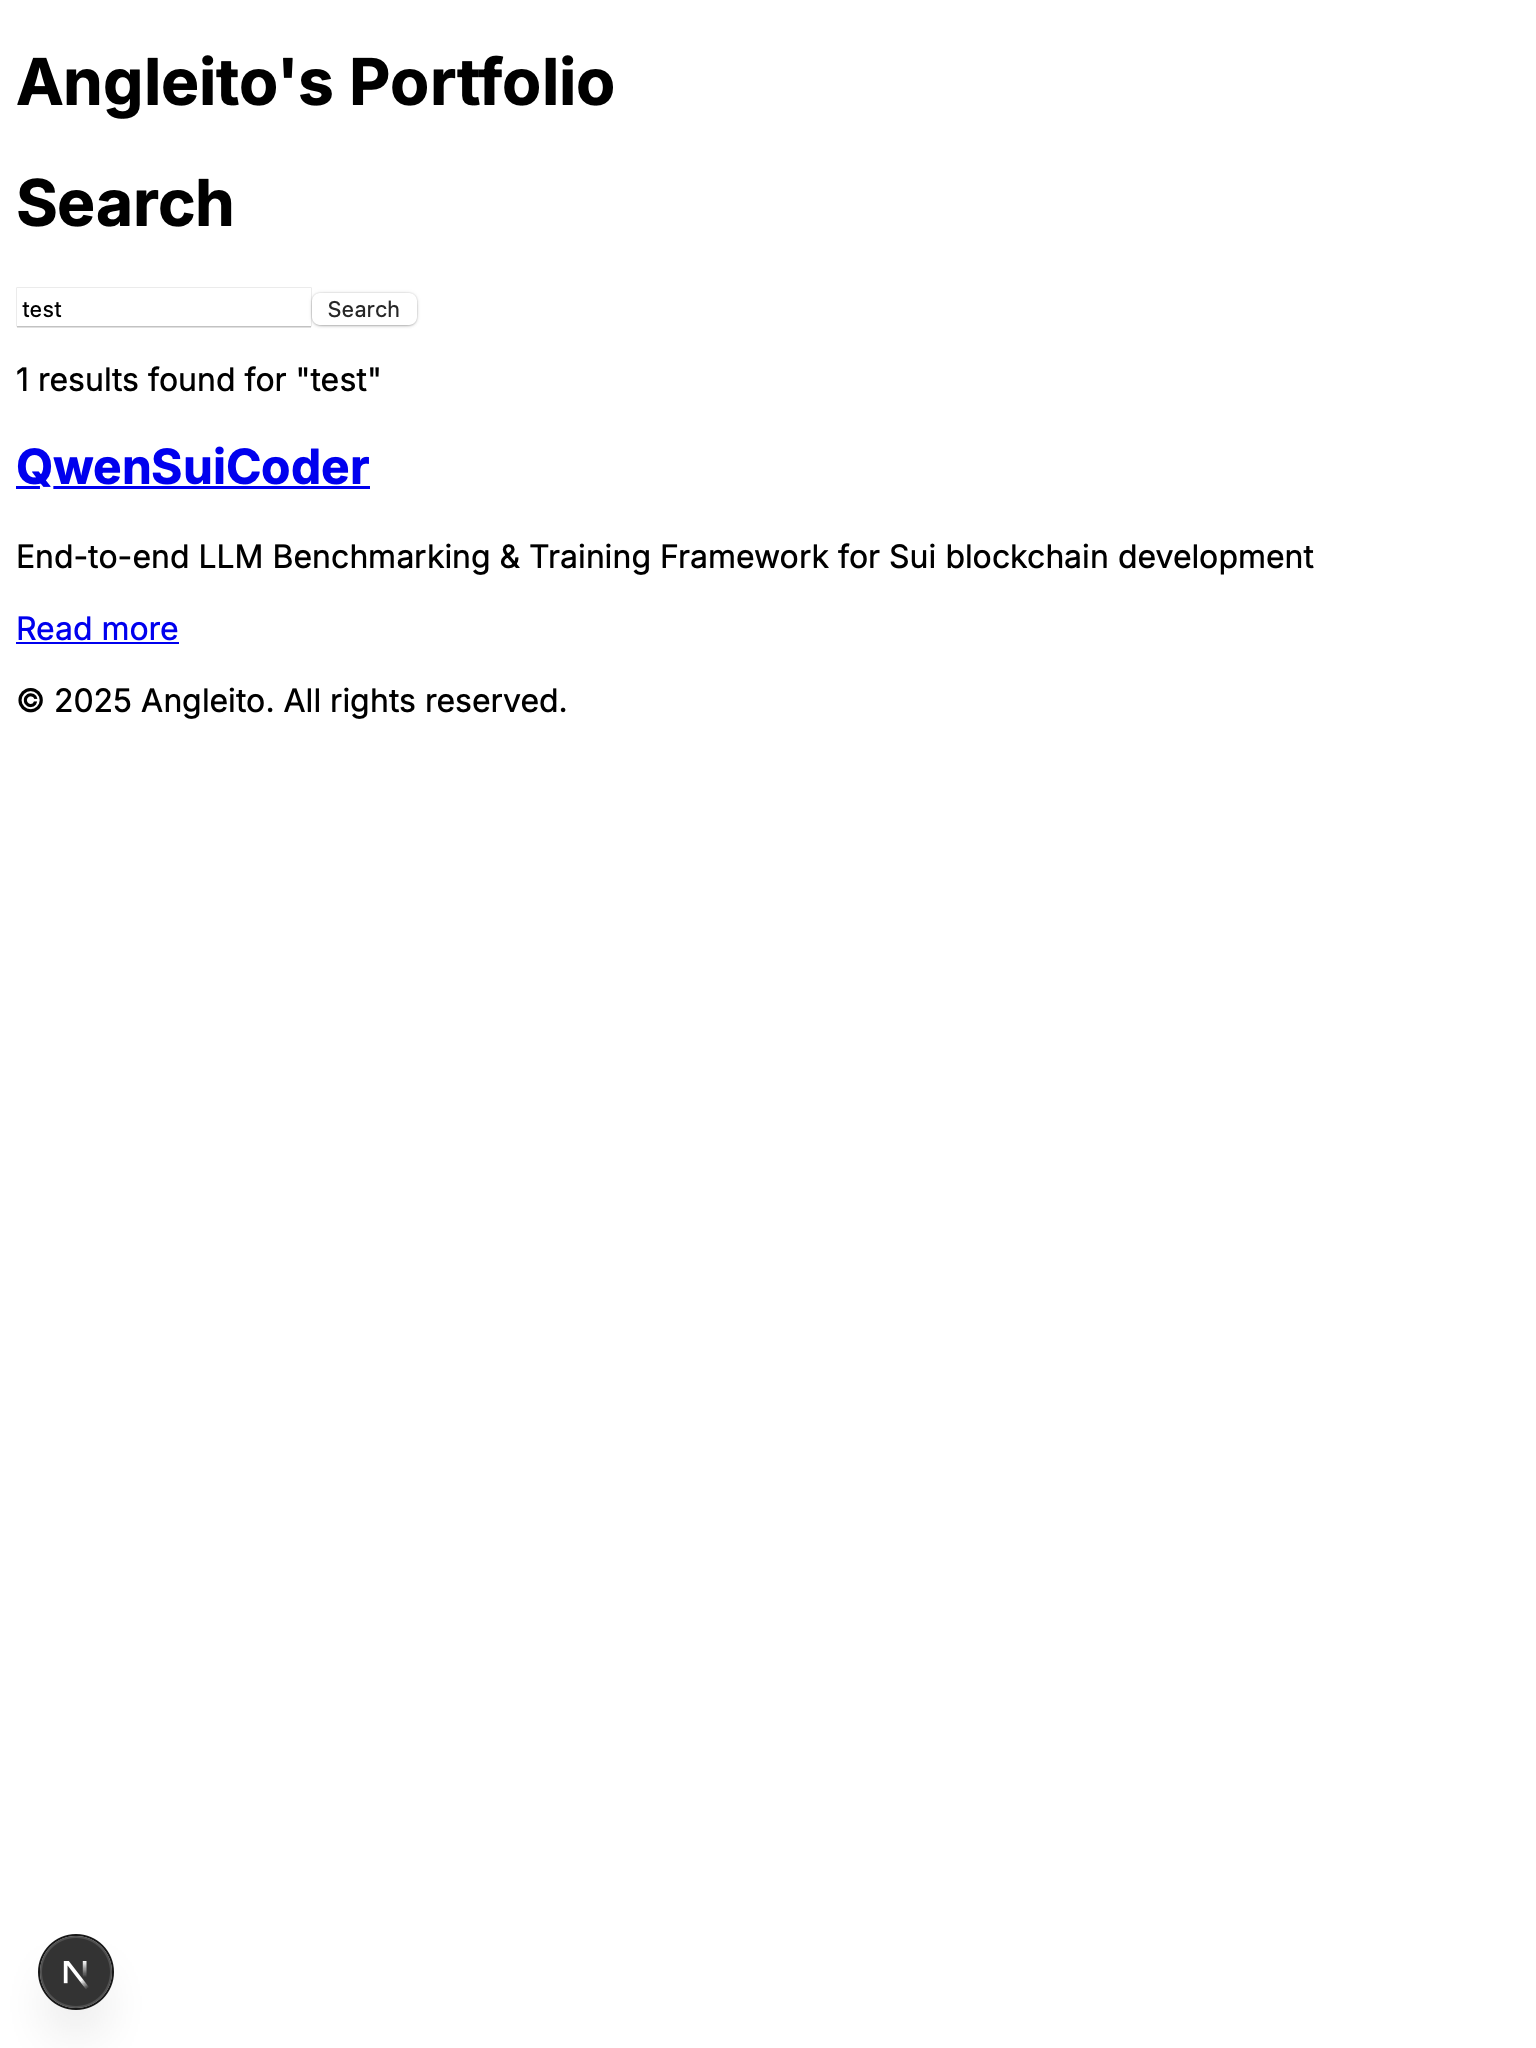 Angleito's Portfolio
Search
test
Search
1 results found for "test"
QwenSuiCoder
End-to-end LLM Benchmarking & Training Framework for Sui blockchain development
Read more
© 2025 Angleito. All rights reserved.
N